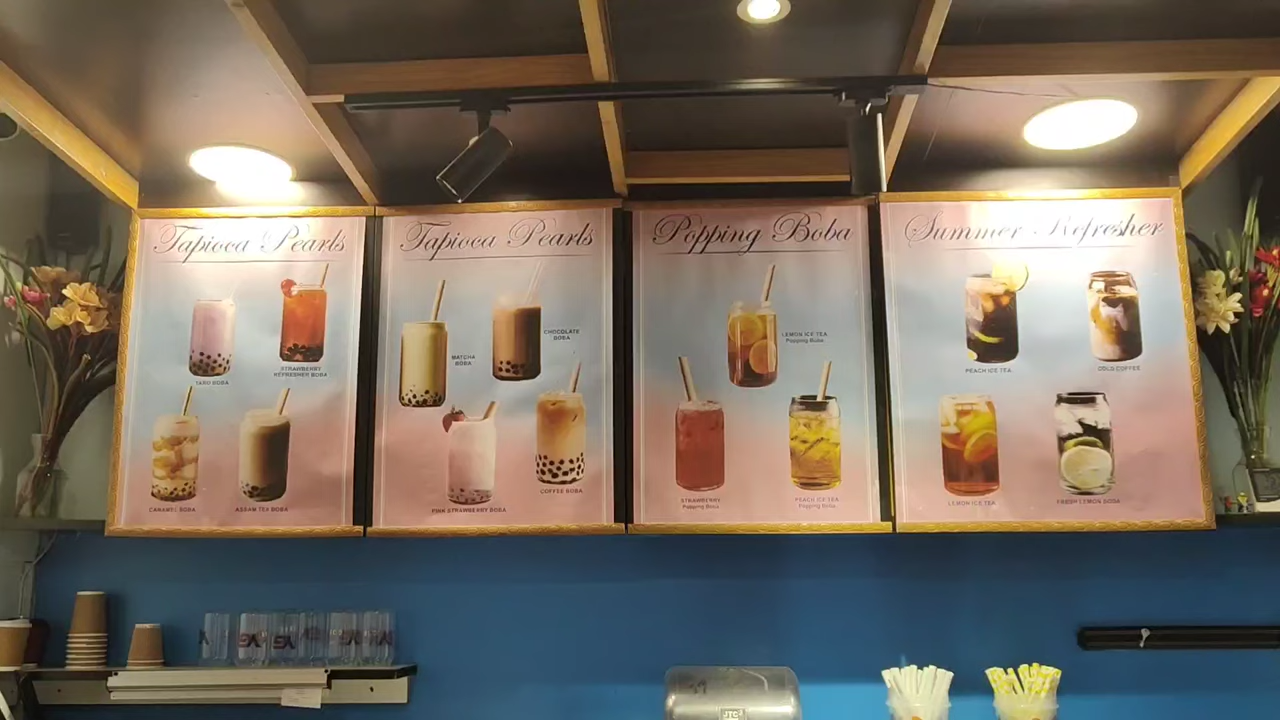 Tapioca Pearls
TARO BOBA
STRAWBERRY
REFRESHER BOBA
CARAMEL BOBA
ASSAM TEA BOBA
Tapioca Pearls
MATCHA
BOBA
CHOCOLATE
BOBA
PINK STRAWBERRY BOBA
COFFEE BOBA
Popping Boba
LEMON ICE TEA
Popping Boba
STRAWBERRY
Popping Boba
PEACH ICE TEA
Popping Boba
Summer Refresher
PEACH ICE TEA
COLD COFFEE
LEMON ICE TEA
FRESH LEMON BOBA
JTC